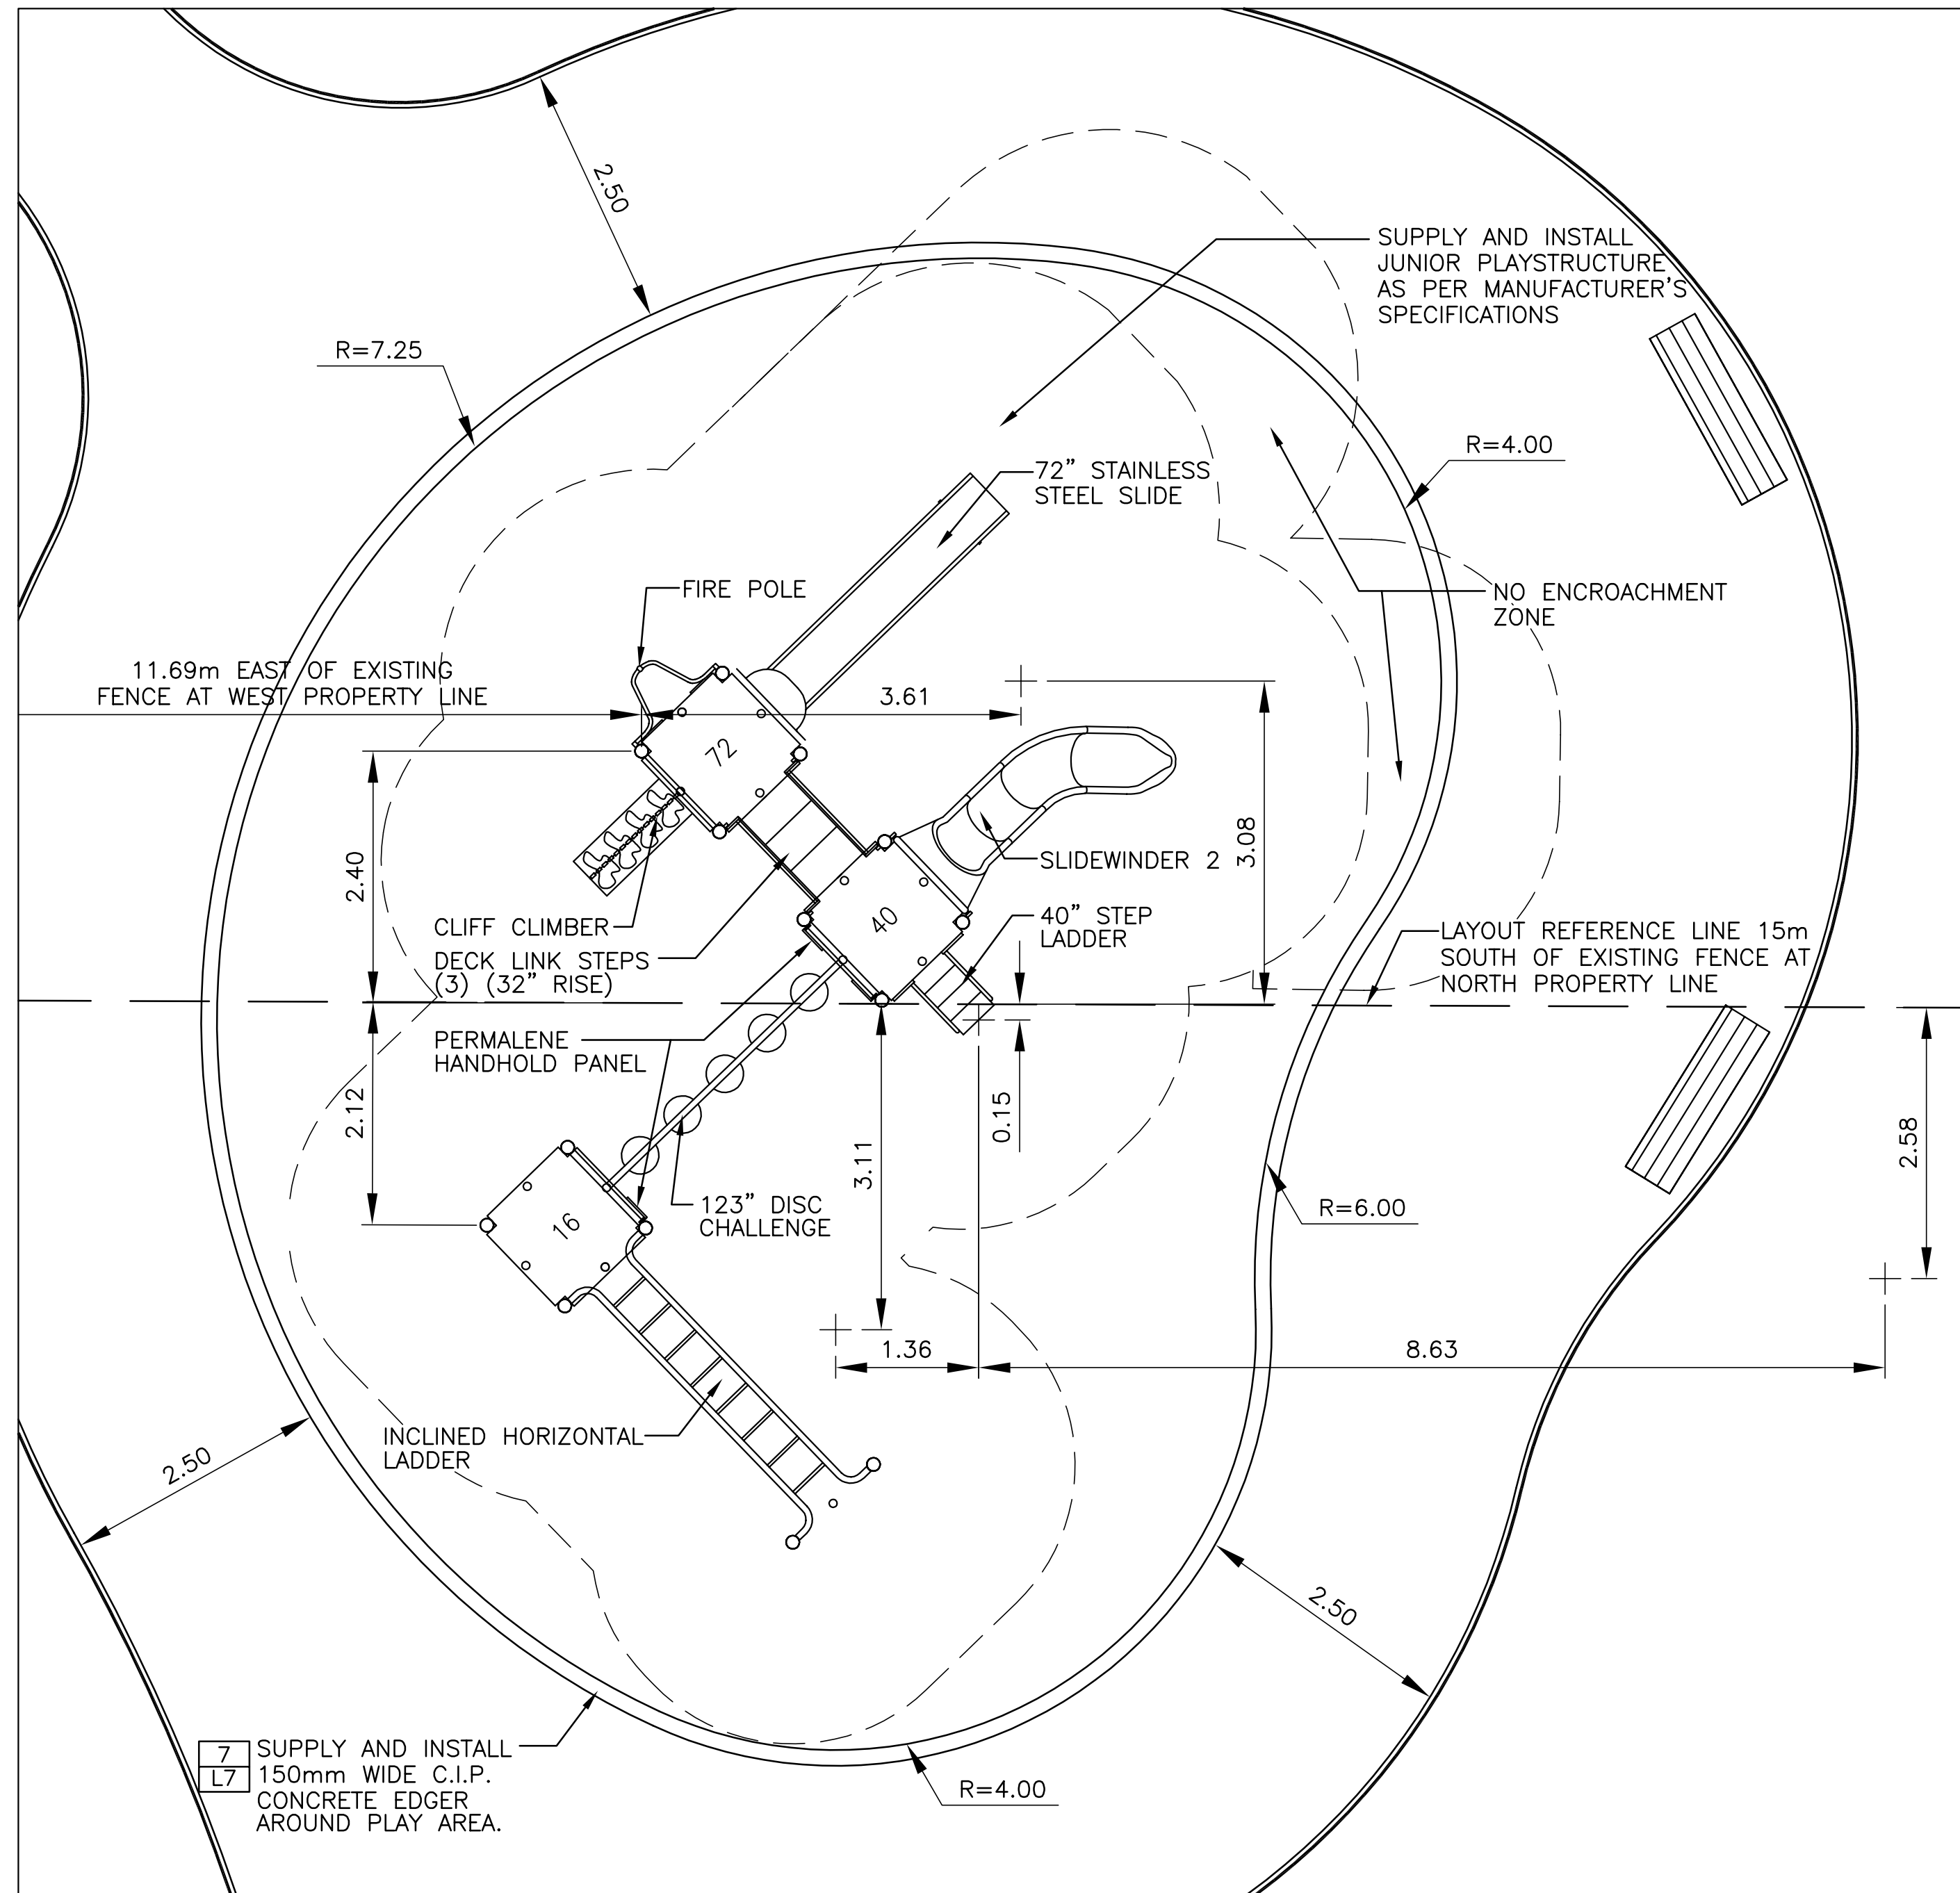 2.50
SUPPLY AND INSTALL
JUNIOR PLAYSTRUCTURE
AS PER MANUFACTURER'S
SPECIFICATIONS
R=7.25
R=4.00
72” STAINLESS
STEEL SLIDE
FIRE POLE
NO ENCROACHMENT
ZONE
11.69m EAST OF EXISTING
FENCE AT WEST PROPERTY LINE
3.61
72
3.08
2.40
SLIDEWINDER 2
40
CLIFF CLIMBER
40” STEP
LADDER
DECK LINK STEPS
(3) (32” RISE)
LAYOUT REFERENCE LINE 15m
SOUTH OF EXISTING FENCE AT
NORTH PROPERTY LINE
PERMALENE
HANDHOLD PANEL
2.12
0.15
3.11
2.58
16
123” DISC
CHALLENGE
R=6.00
1.36
8.63
INCLINED HORIZONTAL
LADDER
2.50
2.50
7
L7
SUPPLY AND INSTALL
150mm WIDE C.I.P.
CONCRETE EDGER
AROUND PLAY AREA.
R=4.00